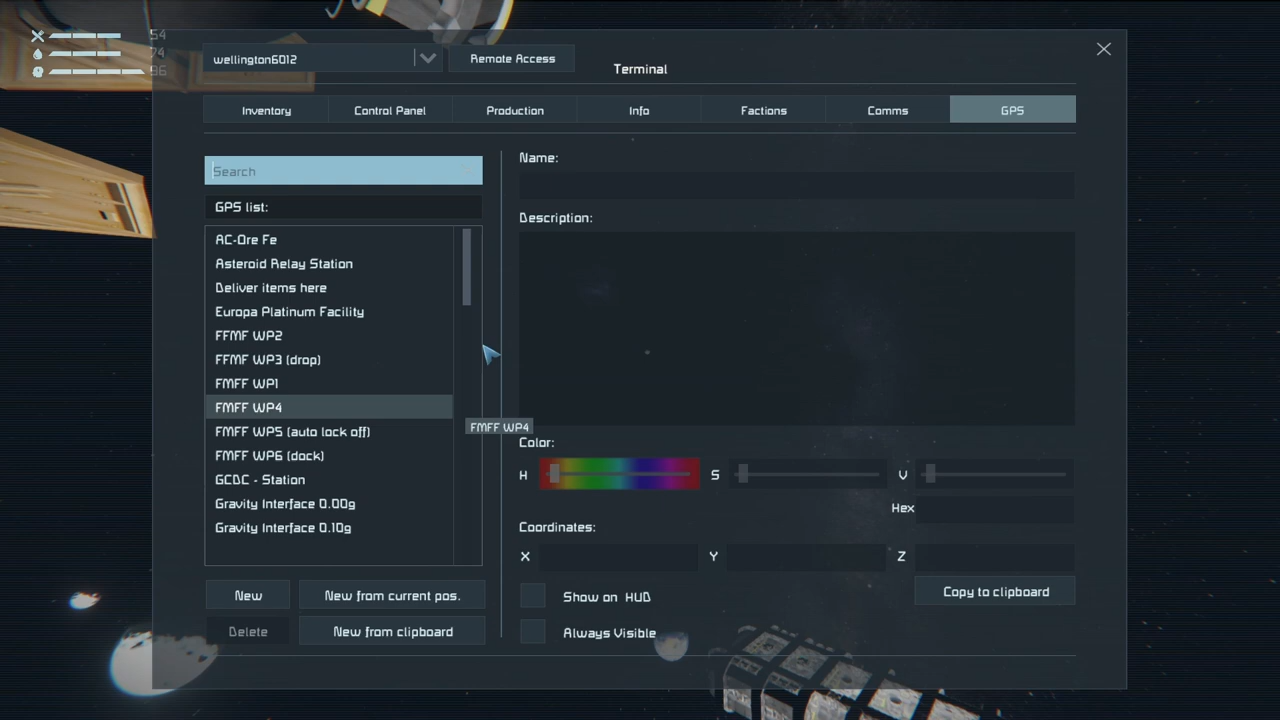 54
74
96
wellington6012
Remote Access
Terminal
Inventory
Control Panel
Production
Info
Factions
Comms
GPS
Search
GPS list:
AC-Ore Fe
Asteroid Relay Station
Deliver items here
Europa Platinum Facility
FFMF WP2
FFMF WP3 (drop)
FMFF WP1
FMFF WP4
FMFF WP5 (auto lock off)
FMFF WP6 (dock)
GCDC - Station
Gravity Interface 0.00g
Gravity Interface 0.10g
New
New from current pos.
Delete
New from clipboard
FMFF WP4
Name:
Description:
Color:
H
S
V
Hex
Coordinates:
X
Y
Z
Show on HUD
Copy to clipboard
Always Visible